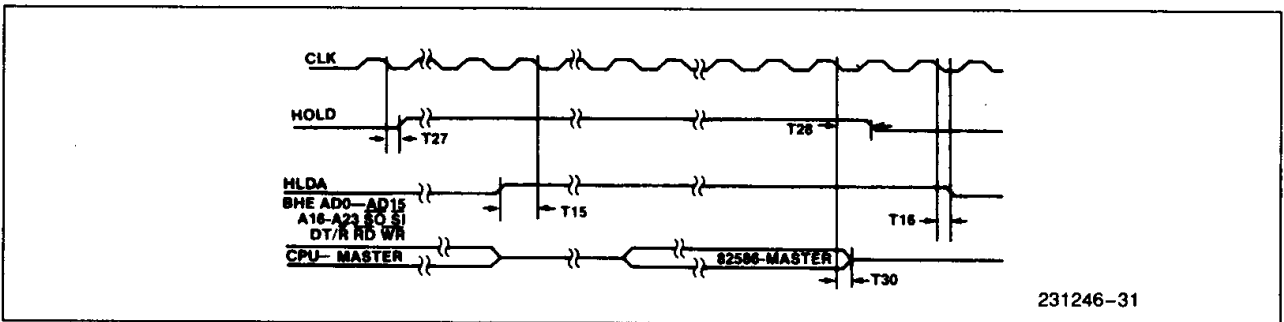 CLK
HOLD
T27
T28
HLDA
BHE AD0—AD15
A16-A23 S0 S1
DT/R RD WR
T15
T16
CPU- MASTER
82586-MASTER
T30
231246-31